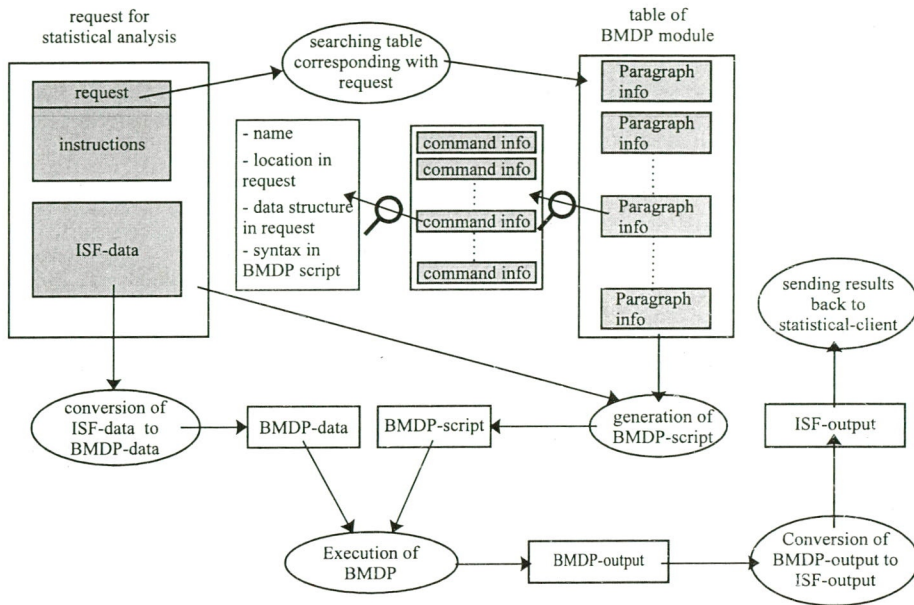 request for
statistical analysis
searching table
corresponding with
request
table of
BMDP module
request
instructions
ISF-data
- name
- location in
request
- data structure
in request
- syntax in
BMDP script
command info
command info
command info
command info
Paragraph
info
Paragraph
info
Paragraph
info
Paragraph
info
sending results
back to
statistical-client
conversion of
ISF-data to
BMDP-data
BMDP-data
BMDP-script
generation of
BMDP-script
ISF-output
Execution of
BMDP
BMDP-output
Conversion of
BMDP-output to
ISF-output